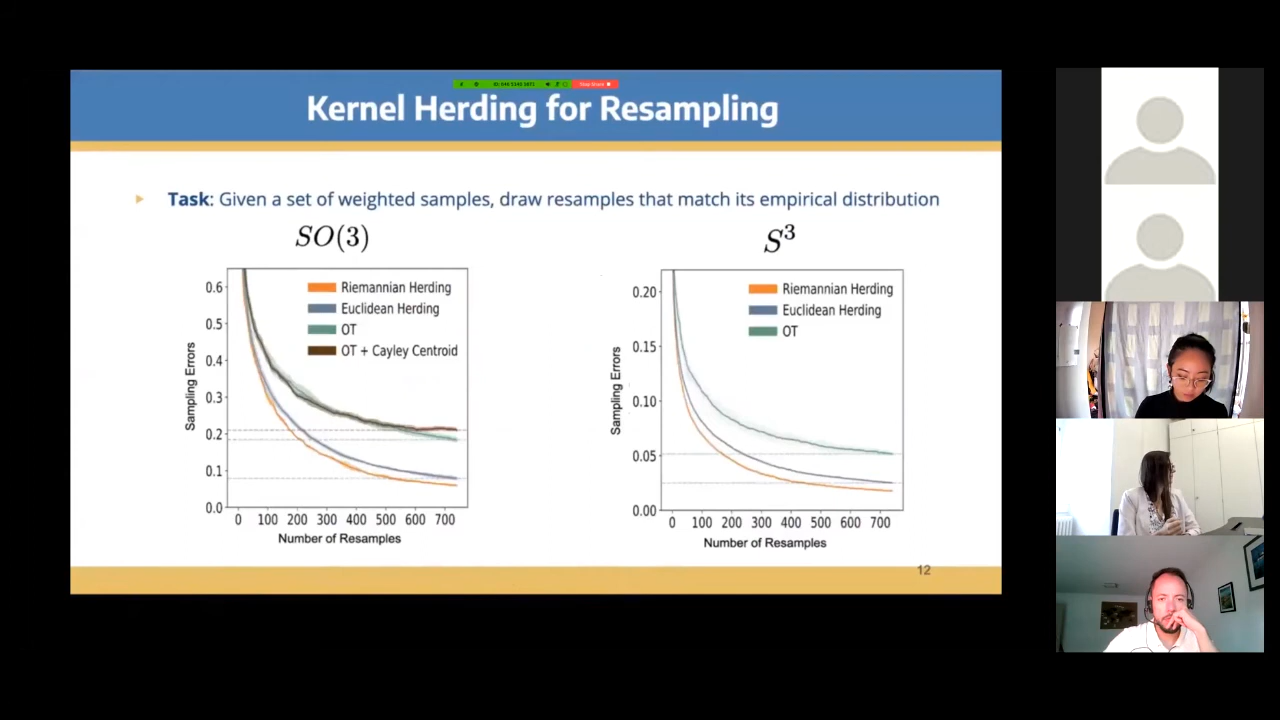 Kernel Herding for Resampling
Task: Given a set of weighted samples, draw resamples that match its empirical distribution
SO(3)
Riemannian Herding
Euclidean Herding
OT
OT + Cayley Centroid
0.6
0.5
0.4
0.3
0.2
0.1
0.0
Sampling Errors
0 100 200 300 400 500 600 700
Number of Resamples
S³
Riemannian Herding
Euclidean Herding
OT
0.20
0.15
0.10
0.05
0.00
Sampling Errors
0 100 200 300 400 500 600 700
Number of Resamples
12